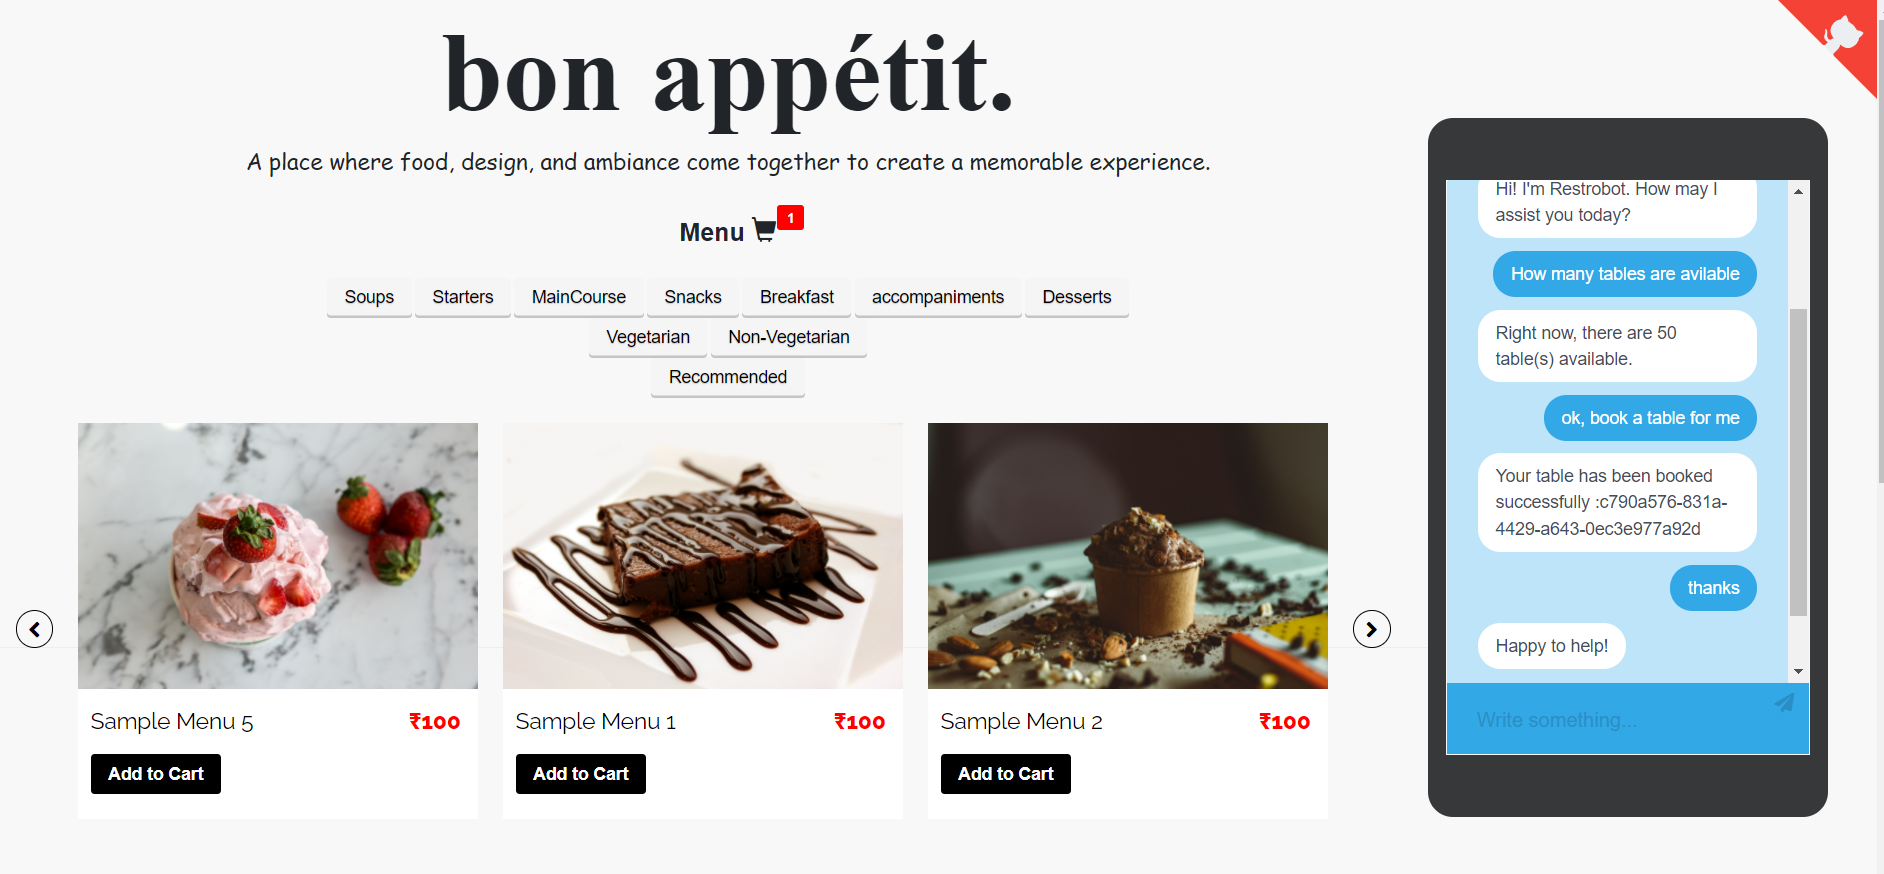 bon appétit.
A place where food, design, and ambiance come together to create a memorable experience.
Menu 1
Soups Starters MainCourse Snacks Breakfast accompaniments Desserts
Vegetarian Non-Vegetarian
Recommended
Sample Menu 5 ₹100
Add to Cart
Sample Menu 1 ₹100
Add to Cart
Sample Menu 2 ₹100
Add to Cart
Hi! I'm Restrobot. How may I
assist you today?
How many tables are avilable
Right now, there are 50
table(s) available.
ok, book a table for me
Your table has been booked
successfully :c790a576-831a-
4429-a643-0ec3e977a92d
thanks
Happy to help!
Write something...